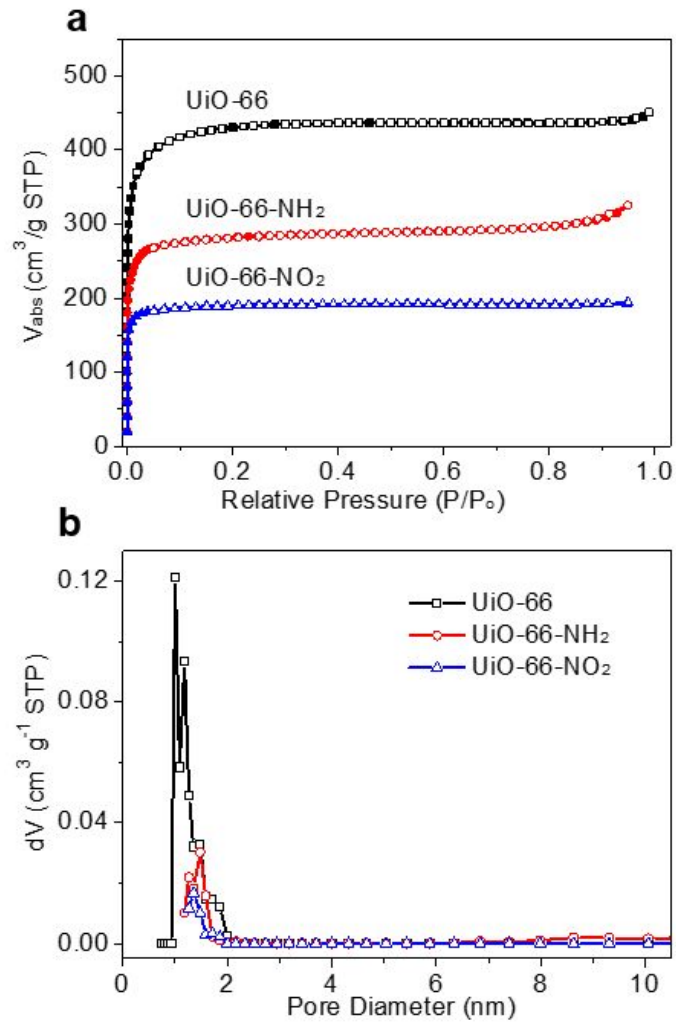 a
500
400
300
200
100
0
V_abs (cm³/g STP)
UiO-66
UiO-66-NH₂
UiO-66-NO₂
0.0 0.2 0.4 0.6 0.8 1.0
Relative Pressure (P/Pₒ)
b
0.12
0.08
0.04
0.00
dV (cm³ g⁻¹ STP)
UiO-66
UiO-66-NH₂
UiO-66-NO₂
0 2 4 6 8 10
Pore Diameter (nm)